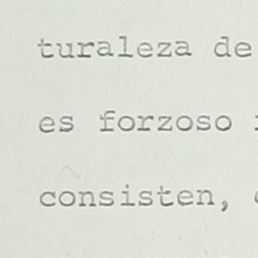 turaleza de
es forzoso
consisten,